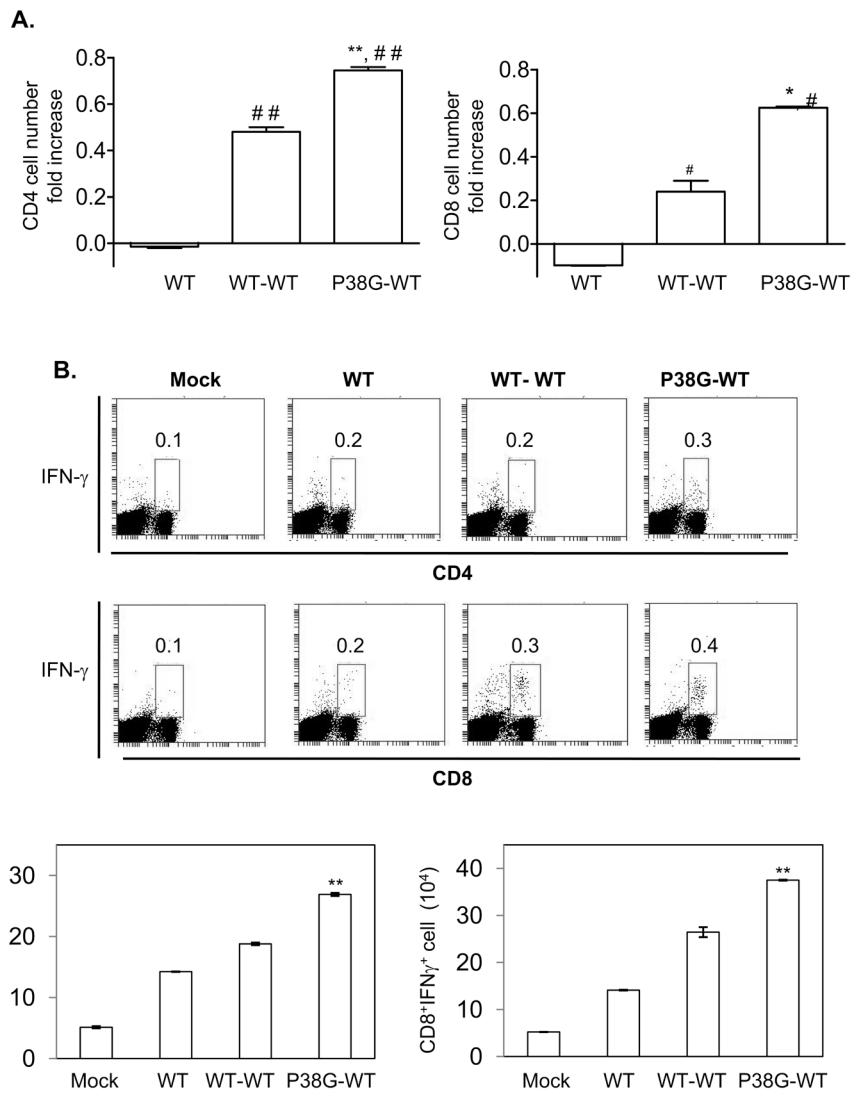 A.
CD4 cell number
fold increase
0.8
0.6
0.4
0.2
0.0
# #
**, # #
WT
WT-WT
P38G-WT
CD8 cell number
fold increase
0.8
0.6
0.4
0.2
0.0
#
* #
WT
WT-WT
P38G-WT
B.
Mock
WT
WT- WT
P38G-WT
IFN-γ
0.1
0.2
0.2
0.3
CD4
IFN-γ
0.1
0.2
0.3
0.4
CD8
30
20
10
0
**
Mock
WT
WT-WT
P38G-WT
CD8⁺IFNγ⁺ cell (10⁴)
40
30
20
10
0
**
Mock
WT
WT-WT
P38G-WT